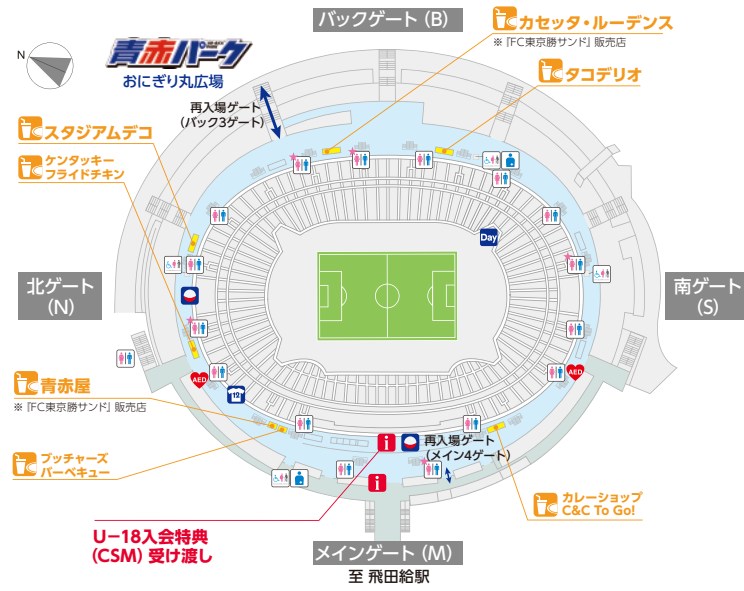 バックゲート（B）
カセッタ・ルーデンス
※『FC東京勝サンド』販売店
タコデリオ
N
青赤パーク
おにぎり丸広場
再入場ゲート
（バック3ゲート）
スタジアムデコ
ケンタッキー
フライドチキン
Day
北ゲート
（N）
南ゲート
（S）
AED
AED
12
青赤屋
※『FC東京勝サンド』販売店
ブッチャーズ
バーベキュー
i
再入場ゲート
（メイン4ゲート）
i
カレーショップ
C&C To Go!
U−18入会特典
（CSM）受け渡し
メインゲート（M）
至 飛田給駅